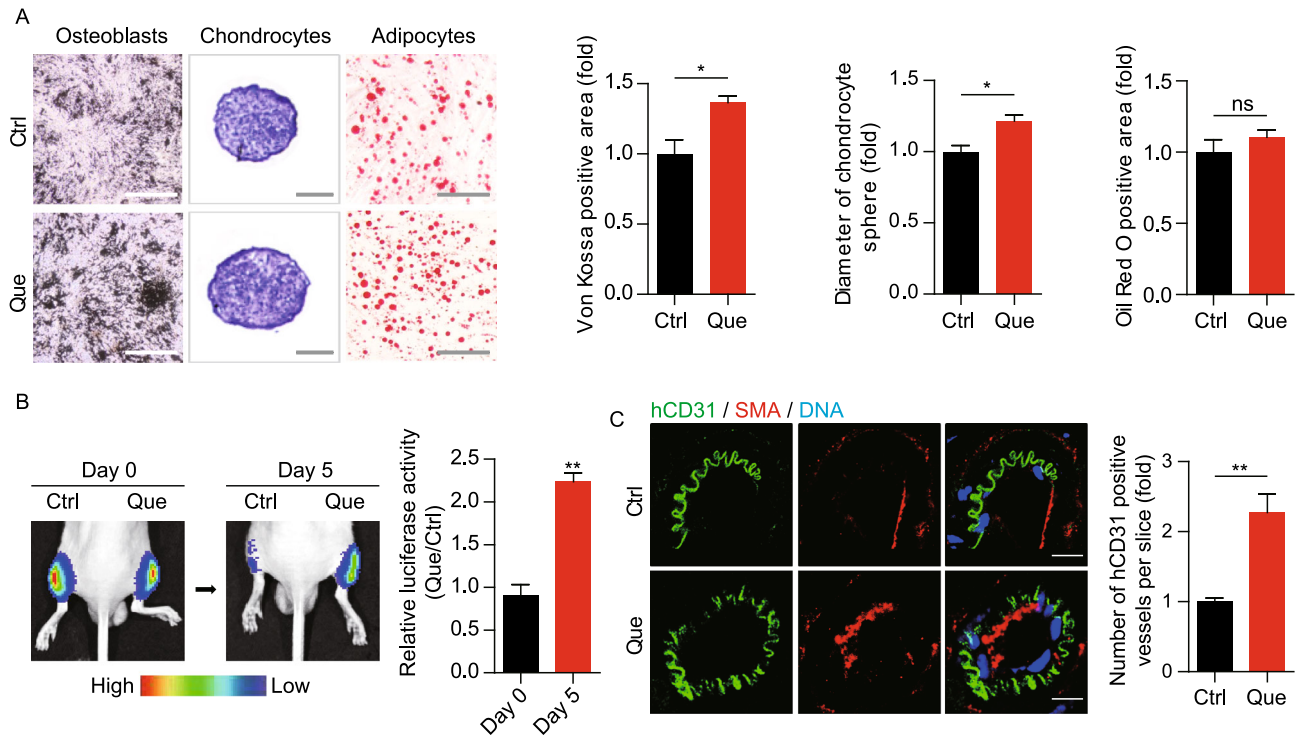 A
Osteoblasts Chondrocytes Adipocytes
Ctrl
Que
Von Kossa positive area (fold)
1.5
1.0
0.5
0.0
*
Ctrl Que
Diameter of chondrocyte
sphere (fold)
1.5
1.0
0.5
0.0
*
Ctrl Que
Oil Red O positive area (fold)
1.5
1.0
0.5
0.0
ns
Ctrl Que
B
Day 0 Day 5
Ctrl Que Ctrl Que
High Low
Relative luciferase activity
(Que/Ctrl)
2.5
2.0
1.5
1.0
0.5
0.0
**
Day 0 Day 5
C
hCD31 / SMA / DNA
Ctrl
Que
Number of hCD31 positive
vessels per slice (fold)
3
2
1
0
**
Ctrl Que